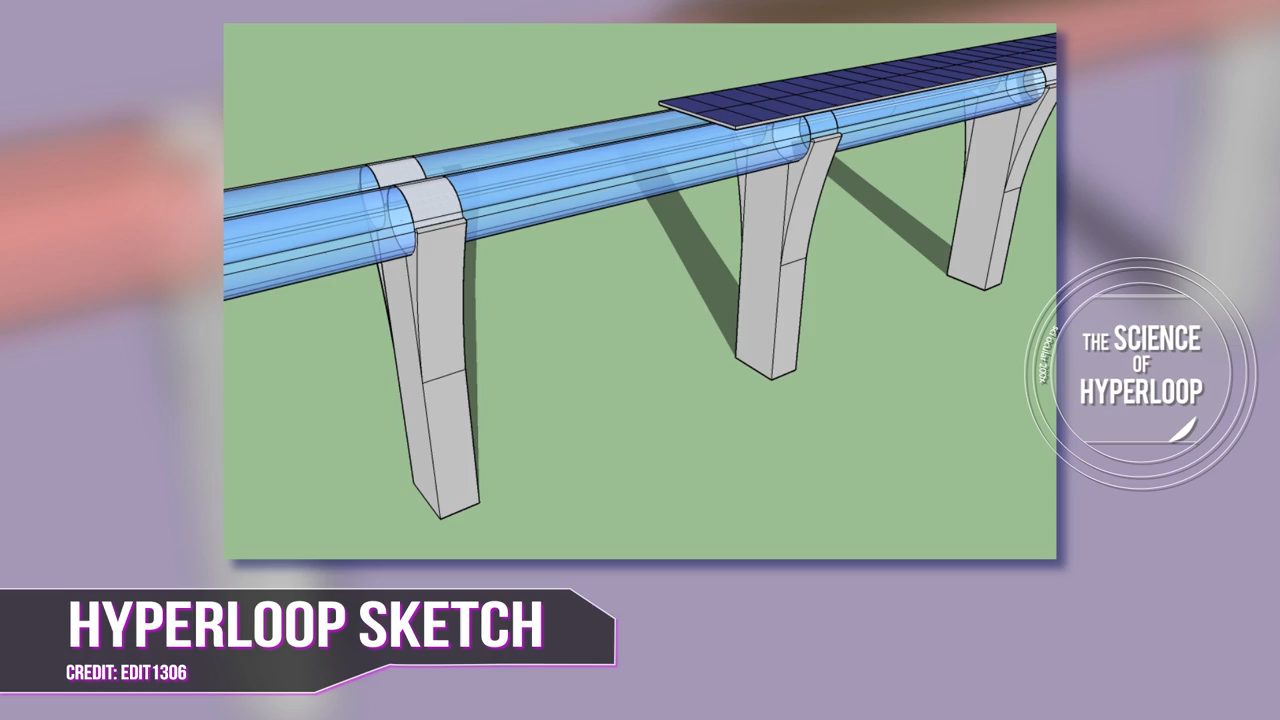 THE SCIENCE
OF
HYPERLOOP
HYPERLOOP SKETCH
CREDIT: EDIT1306